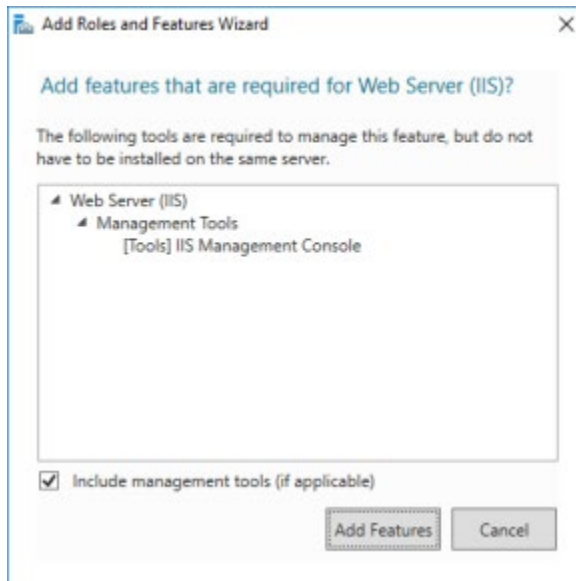 Add Roles and Features Wizard
Add features that are required for Web Server (IIS)?
The following tools are required to manage this feature, but do not
have to be installed on the same server.
Web Server (IIS)
Management Tools
[Tools] IIS Management Console
Include management tools (if applicable)
Add Features
Cancel